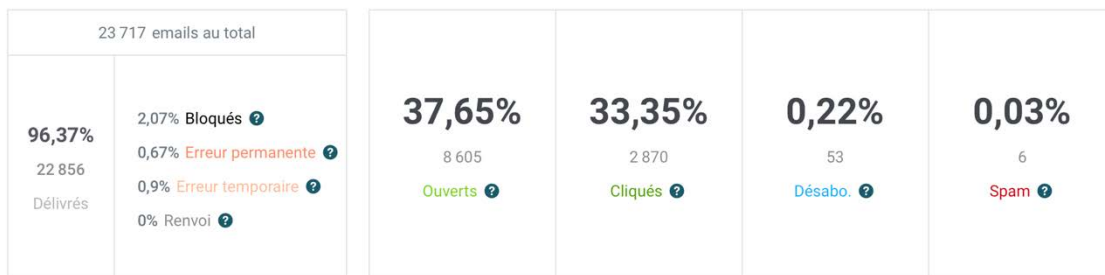 23 717 emails au total
96,37%
22 856
Délivrés
2,07% Bloqués ?
0,67% Erreur permanente ?
0,9% Erreur temporaire ?
0% Renvoi ?
37,65%
8 605
Ouverts ?
33,35%
2 870
Cliqués ?
0,22%
53
Désabo. ?
0,03%
6
Spam ?